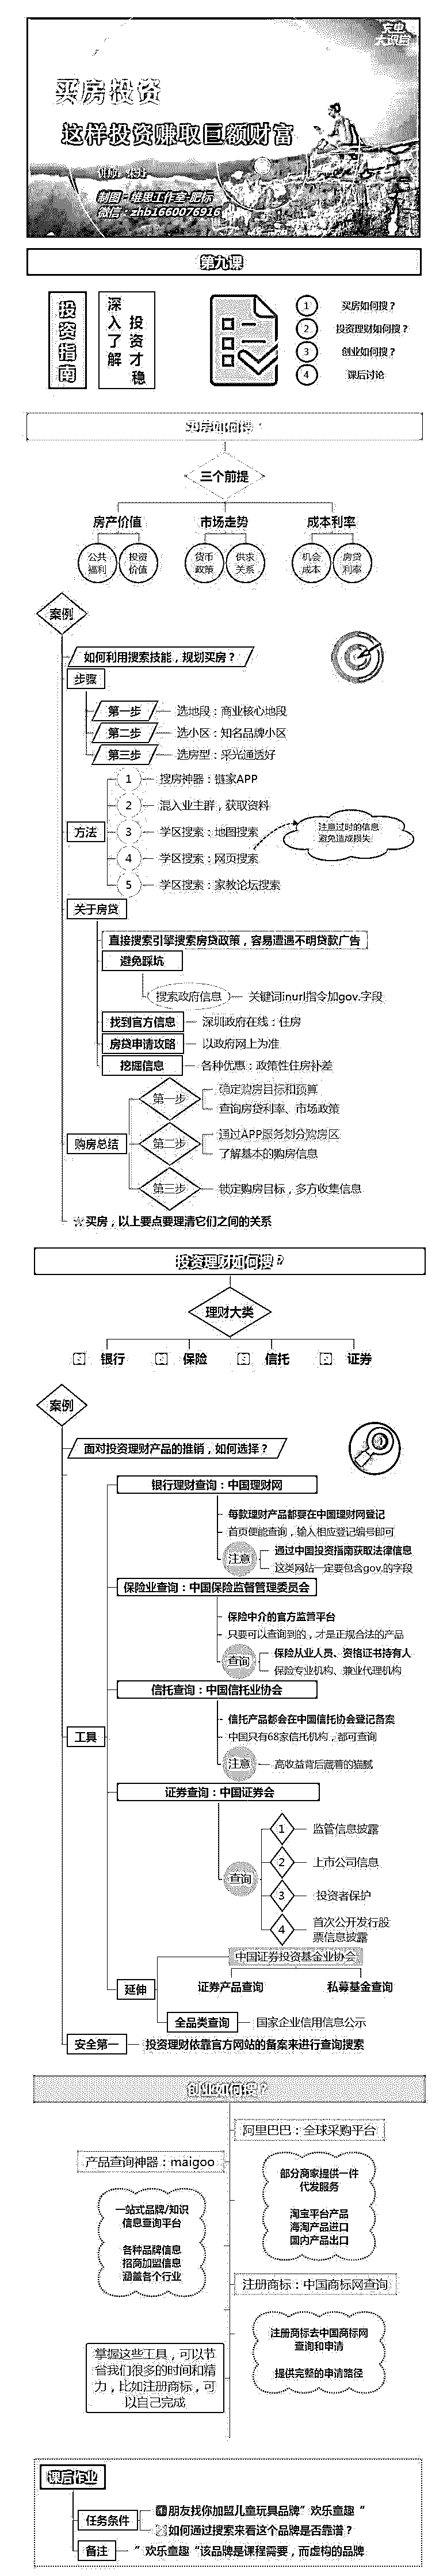 大课堂
买房投资
这样投资赚取巨额财富
制图：维思工作室-肥标
微信：zhb1660076916
第九课
投资指南
深入了解
投资才稳
1 买房如何搜？
2 投资理财如何搜？
3 创业如何搜？
4 课后讨论
买房如何搜？
三个前提
房产价值 市场走势 成本利率
公共福利 投资价值 货币政策 供求关系 机会成本 房贷利率
案例
如何利用搜索技能，规划买房？
步骤
第一步 选地段：商业核心地段
第二步 选小区：知名品牌小区
第三步 选房型：采光通透好
方法
1 搜房神器：链家APP
2 混入业主群，获取资料
3 学区搜索：地图搜索
4 学区搜索：网页搜索
5 学区搜索：家教论坛搜索
注意过时的信息
避免造成损失
关于房贷
直接搜索引擎搜索房贷政策，容易遭遇不明贷款广告
避免踩坑
搜索政府信息 关键词inurl指令加gov.字段
找到官方信息 深圳政府在线：住房
房贷申请攻略 以政府网上为准
挖掘信息 各种优惠：政策性住房补差
购房总结
第一步
确定购房目标和预算
查询房贷利率、市场政策
第二步
通过APP服务划分购房区
了解基本的购房信息
第三步 锁定购房目标，多方收集信息
买房，以上要点要理清它们之间的关系
投资理财如何搜？
理财大类
银行 保险 信托 证券
案例
面对投资理财产品的推销，如何选择？
工具
银行理财查询：中国理财网
每款理财产品都要在中国理财网登记
首页便能查询，输入相应登记编号即可
注意
通过中国投资指南获取法律信息
这类网站一定要包含gov.的字段
保险业查询：中国保险监督管理委员会
保险中介的官方监管平台
只要可以查询到的，才是正规合法的产品
查询
保险从业人员、资格证书持有人
保险专业机构、兼业代理机构
信托查询：中国信托业协会
信托产品都会在中国信托协会登记备案
中国只有68家信托机构，都可查询
注意 高收益背后藏着的猫腻
证券查询：中国证券会
查询
1 监管信息披露
2 上市公司信息
3 投资者保护
4 首次公开发行股
票信息披露
延伸
中国证券投资基金业协会
证券产品查询 私募基金查询
全品类查询 国家企业信用信息公示
安全第一 投资理财依靠官方网站的备案来进行查询搜索
创业如何搜？
阿里巴巴：全球采购平台
产品查询神器：maigoo
部分商家提供一件
代发服务
淘宝平台产品
海淘产品进口
国内产品出口
一站式品牌/知识
信息查询平台
各种品牌信息
招商加盟信息
涵盖各个行业
注册商标：中国商标网查询
注册商标去中国商标网
查询和申请
提供完整的申请路径
掌握这些工具，可以节
省我们很多的时间和精
力，比如注册商标，可
以自己完成
课后作业
任务条件
朋友找你加盟儿童玩具品牌”欢乐童趣“
如何通过搜索来看这个品牌是否靠谱？
备注 ”欢乐童趣“该品牌是课程需要，而虚构的品牌